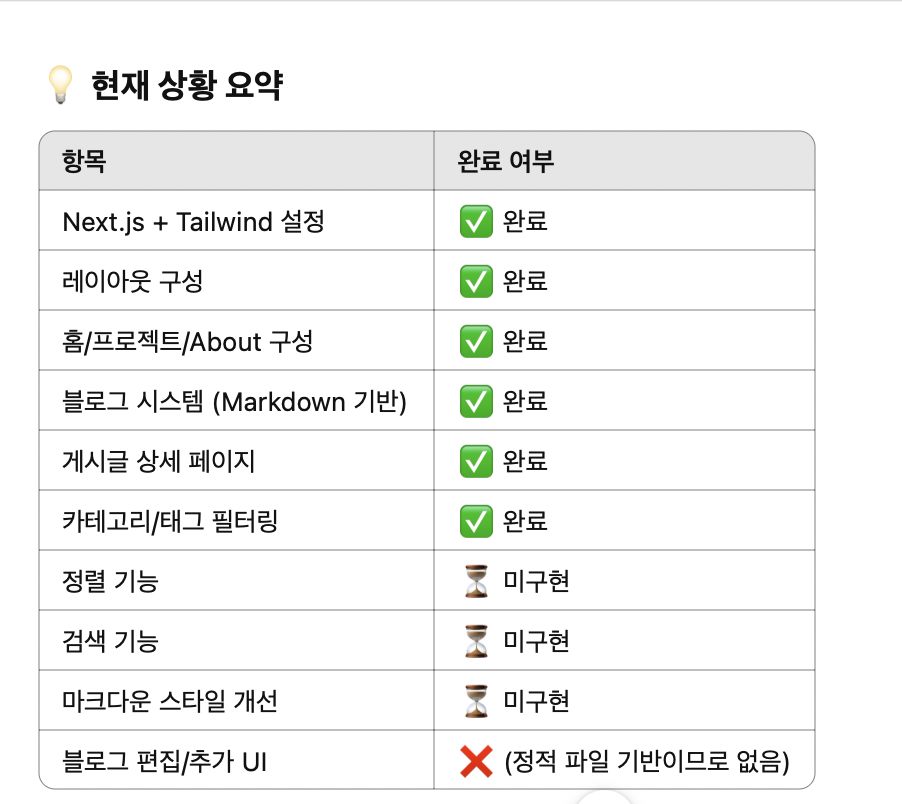 💡 현재 상황 요약
항목 완료 여부
Next.js + Tailwind 설정 ✅ 완료
레이아웃 구성 ✅ 완료
홈/프로젝트/About 구성 ✅ 완료
블로그 시스템 (Markdown 기반) ✅ 완료
게시글 상세 페이지 ✅ 완료
카테고리/태그 필터링 ✅ 완료
정렬 기능 ⏳ 미구현
검색 기능 ⏳ 미구현
마크다운 스타일 개선 ⏳ 미구현
블로그 편집/추가 UI ❌ (정적 파일 기반이므로 없음)